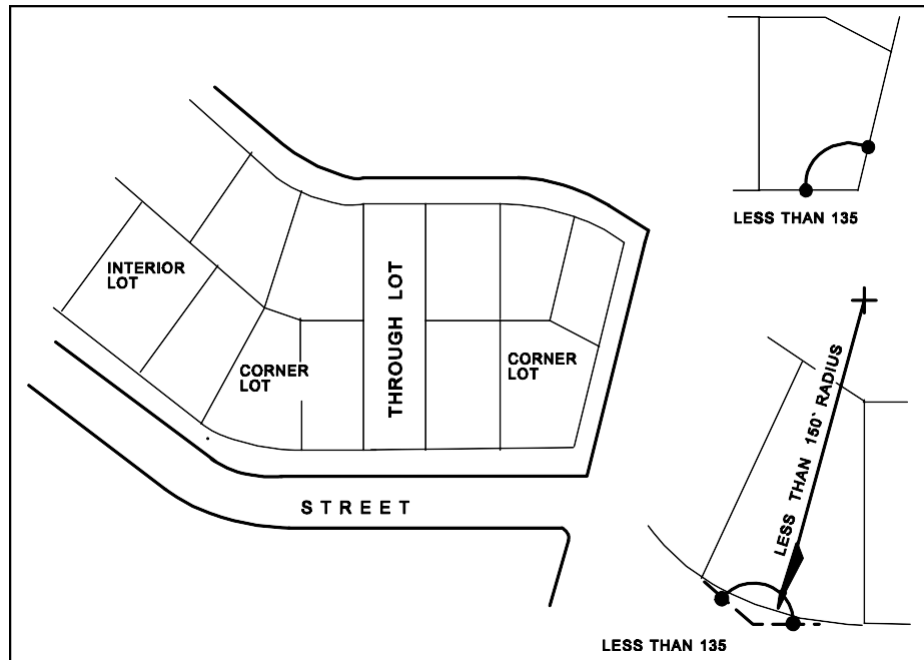 INTERIOR
LOT
CORNER
LOT
THROUGH LOT
CORNER
LOT
STREET
LESS THAN 135
LESS THAN 150` RADIUS
LESS THAN 135